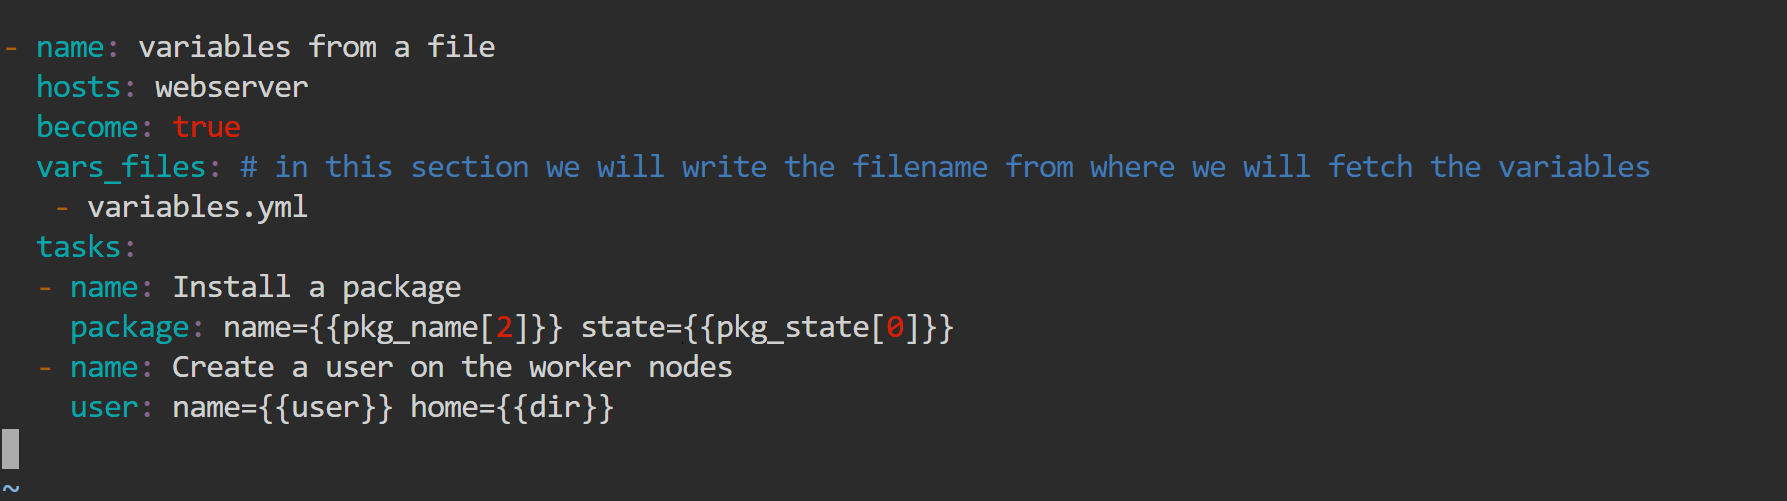 - name: variables from a file
  hosts: webserver
  become: true
  vars_files: # in this section we will write the filename from where we will fetch the variables
   - variables.yml
  tasks:
  - name: Install a package
    package: name={{pkg_name[2]}} state={{pkg_state[0]}}
  - name: Create a user on the worker nodes
    user: name={{user}} home={{dir}}
~